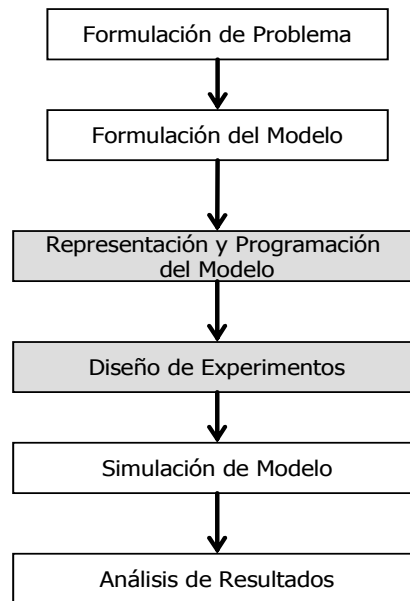 Formulación de Problema
Formulación del Modelo
Representación y Programación
del Modelo
Diseño de Experimentos
Simulación de Modelo
Análisis de Resultados